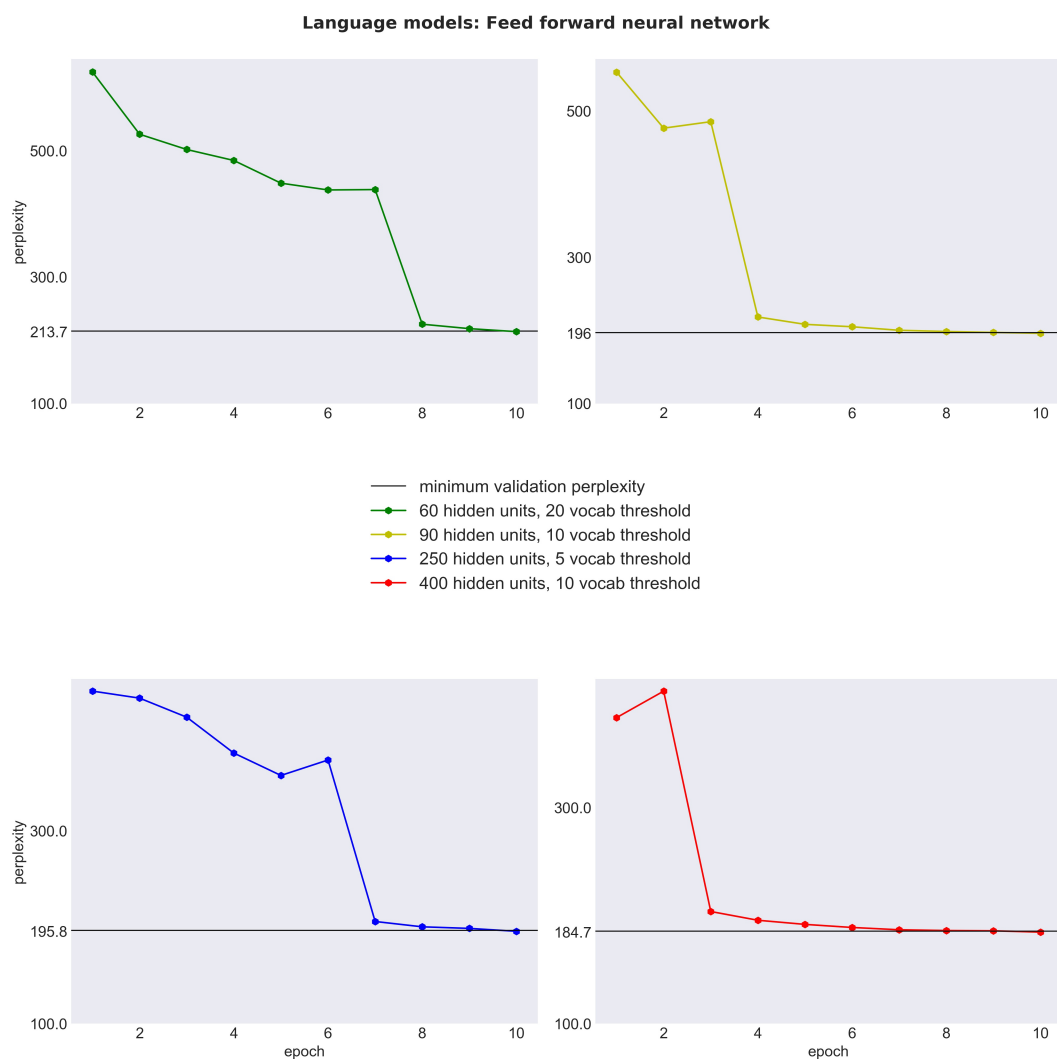 Language models: Feed forward neural network
perplexity
500.0
300.0
213.7
100.0
2 4 6 8 10
500
300
196
100
2 4 6 8 10
minimum validation perplexity
60 hidden units, 20 vocab threshold
90 hidden units, 10 vocab threshold
250 hidden units, 5 vocab threshold
400 hidden units, 10 vocab threshold
perplexity
300.0
195.8
100.0
2 4 6 8 10
epoch
300.0
184.7
100.0
2 4 6 8 10
epoch